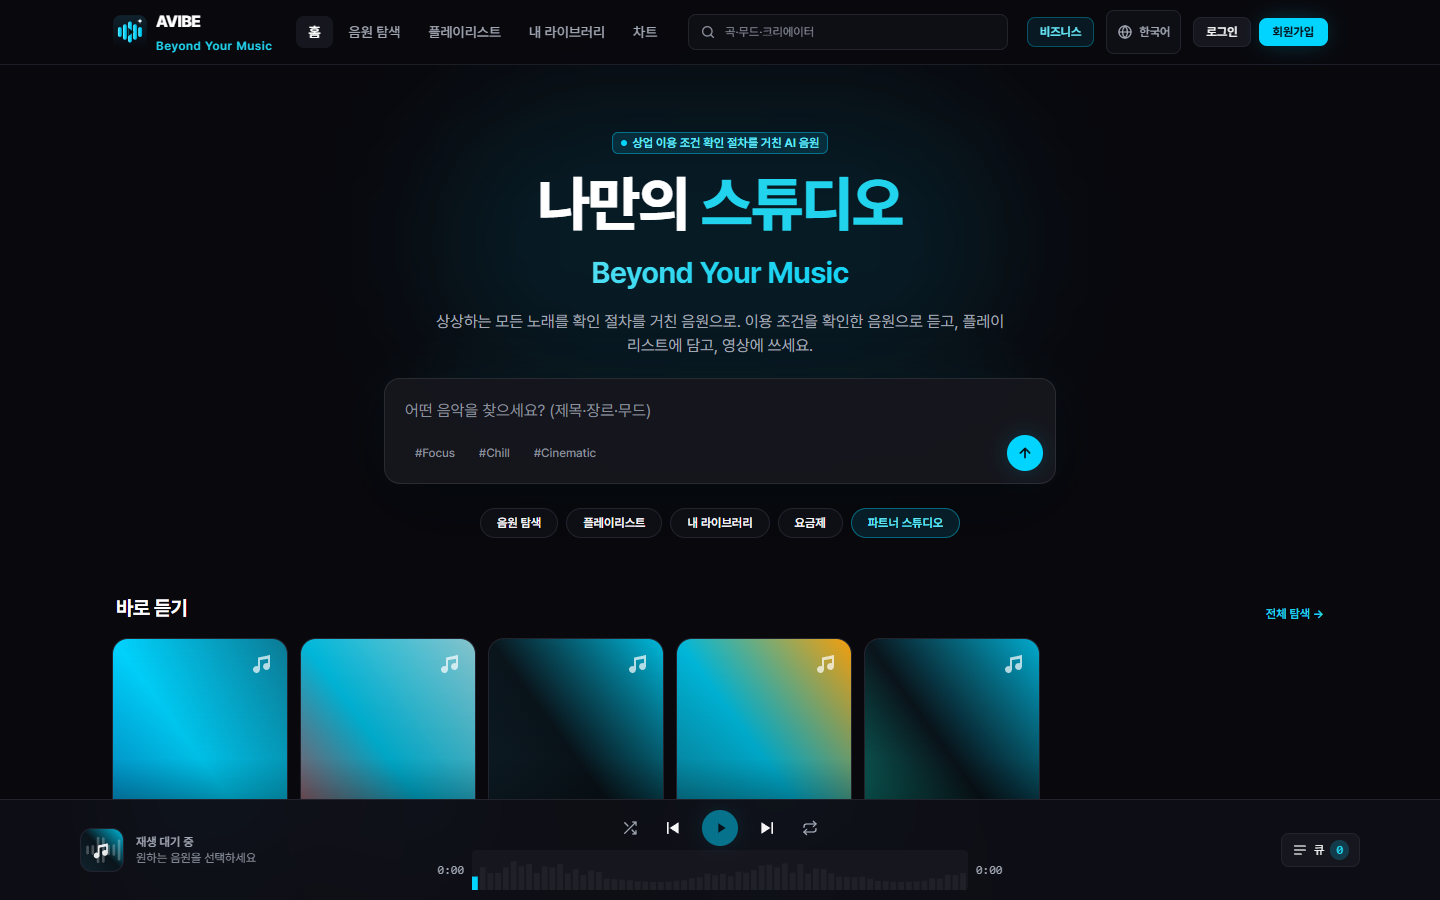 AVIBE
Beyond Your Music
홈
음원 탐색
플레이리스트
내 라이브러리
차트
곡·무드·크리에이터
비즈니스
한국어
로그인
회원가입
상업 이용 조건 확인 절차를 거친 AI 음원
나만의 스튜디오
Beyond Your Music
상상하는 모든 노래를 확인 절차를 거친 음원으로. 이용 조건을 확인한 음원으로 듣고, 플레이
리스트에 담고, 영상에 쓰세요.
어떤 음악을 찾으세요? (제목·장르·무드)
#Focus
#Chill
#Cinematic
음원 탐색
플레이리스트
내 라이브러리
요금제
파트너 스튜디오
바로 듣기
전체 탐색 →
재생 대기 중
원하는 음원을 선택하세요
0:00
0:00
큐
0